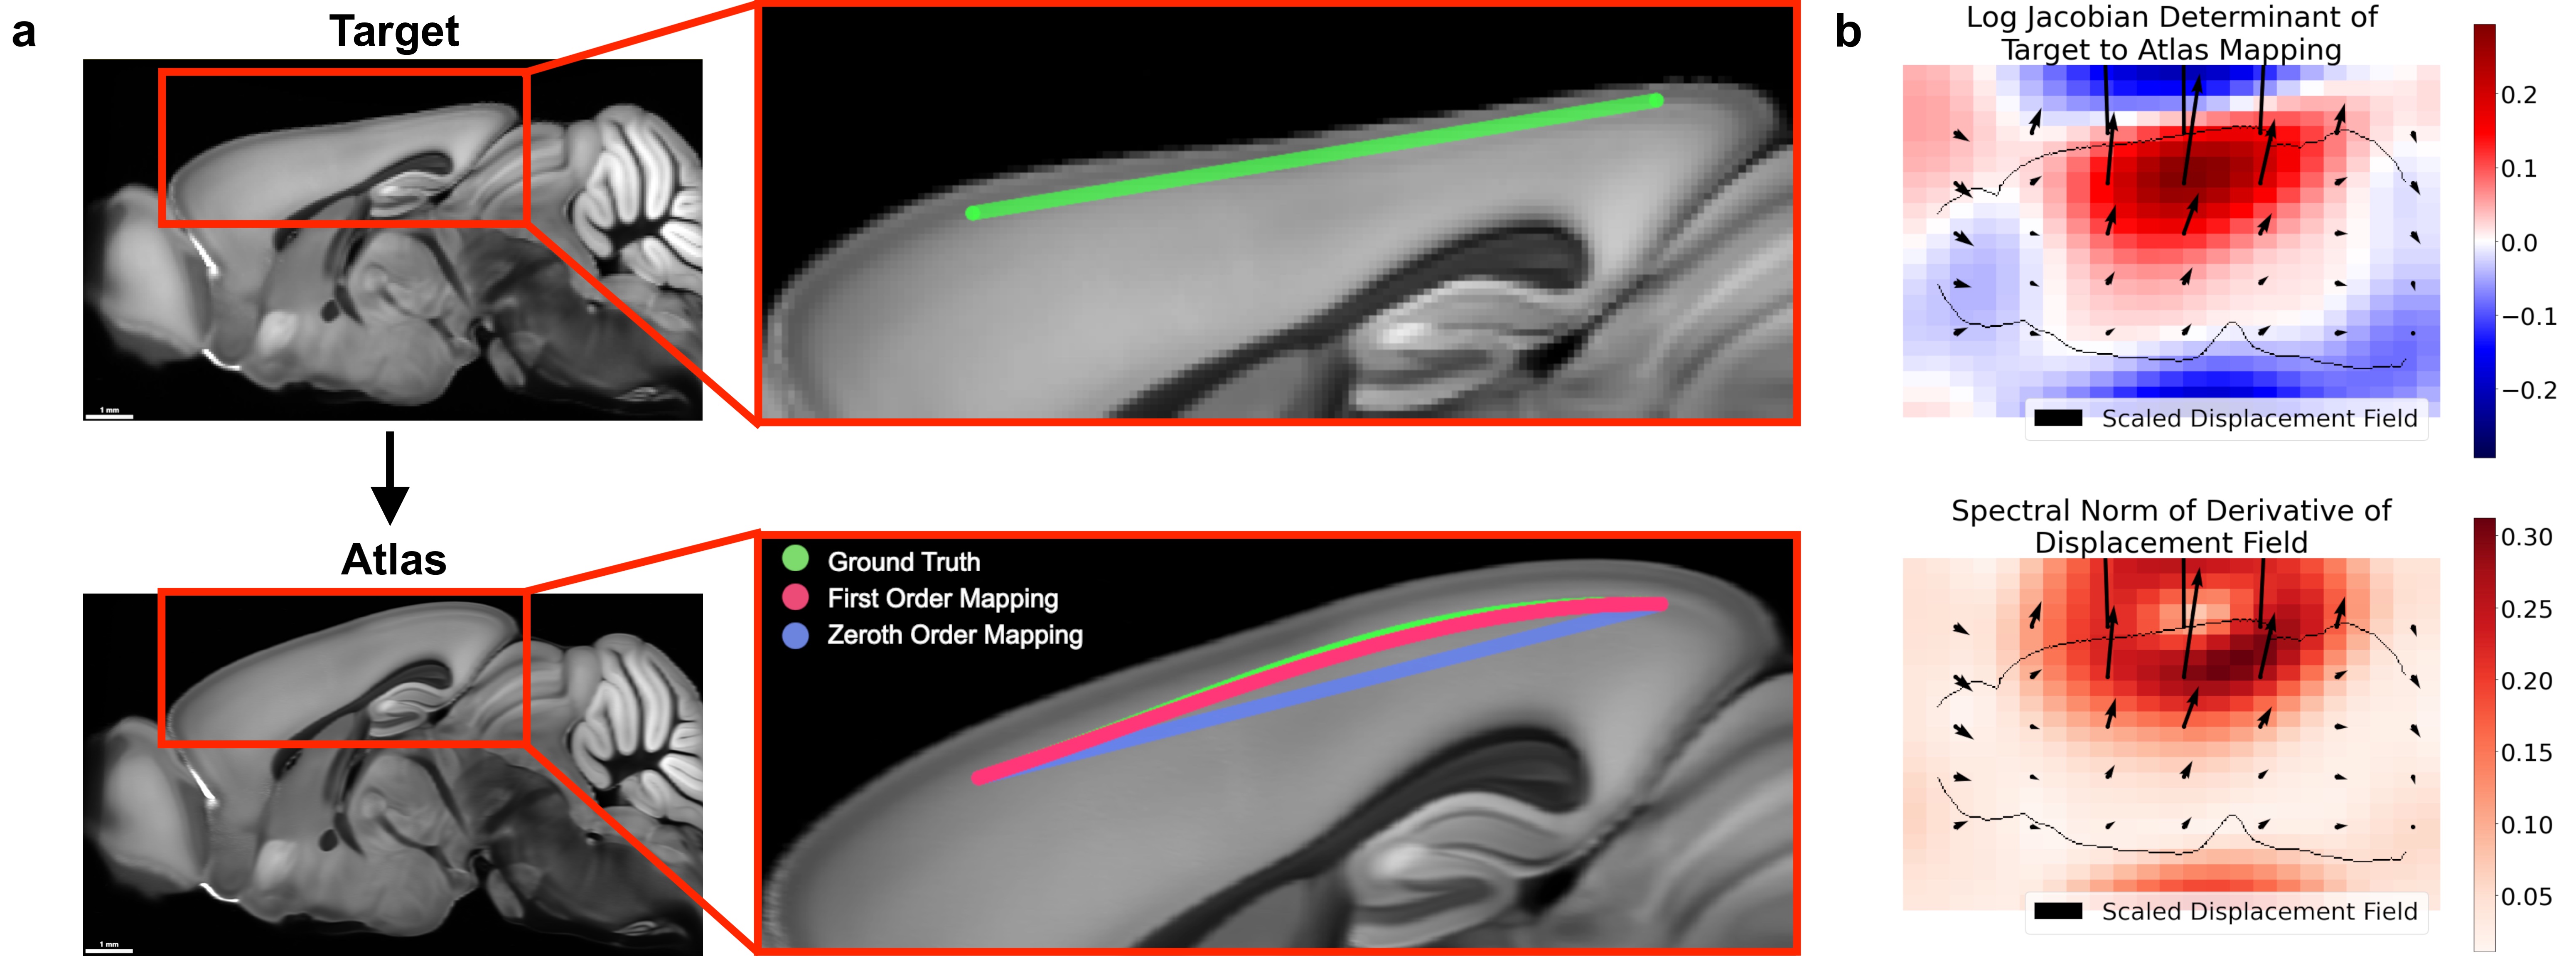 a
Target
1 mm
Atlas
1 mm
Ground Truth
First Order Mapping
Zeroth Order Mapping
b
Log Jacobian Determinant of
Target to Atlas Mapping
0.2
0.1
0.0
−0.1
−0.2
Scaled Displacement Field
Spectral Norm of Derivative of
Displacement Field
0.30
0.25
0.20
0.15
0.10
0.05
Scaled Displacement Field